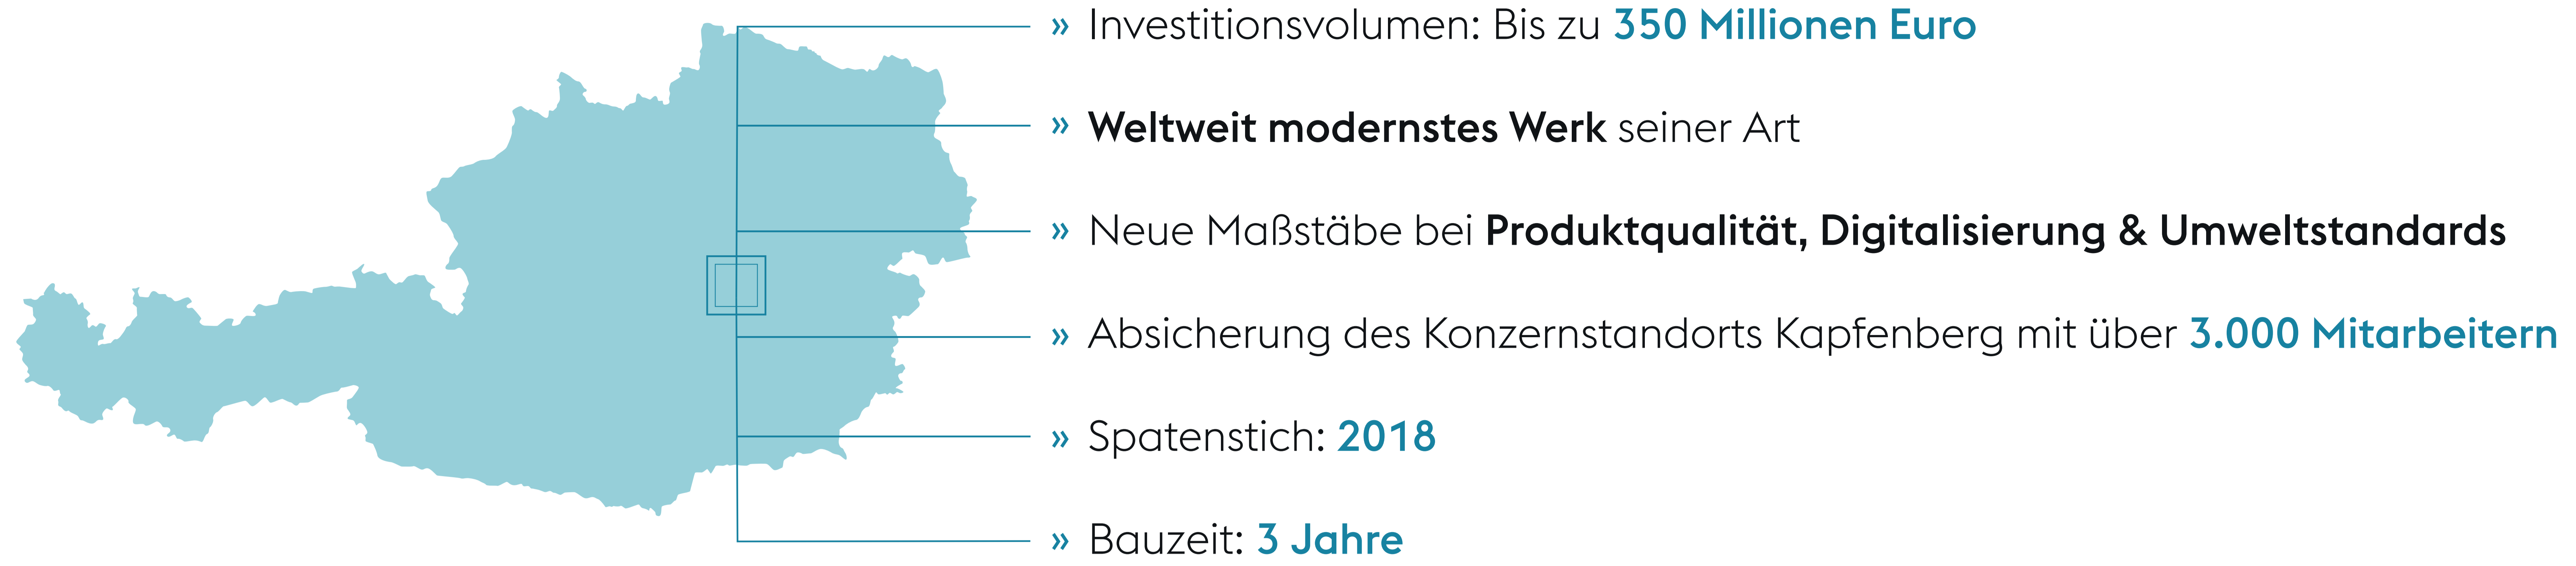 » Investitionsvolumen: Bis zu 350 Millionen Euro
» Weltweit modernstes Werk seiner Art
» Neue Maßstäbe bei Produktqualität, Digitalisierung & Umweltstandards
» Absicherung des Konzernstandorts Kapfenberg mit über 3.000 Mitarbeitern
» Spatenstich: 2018
» Bauzeit: 3 Jahre